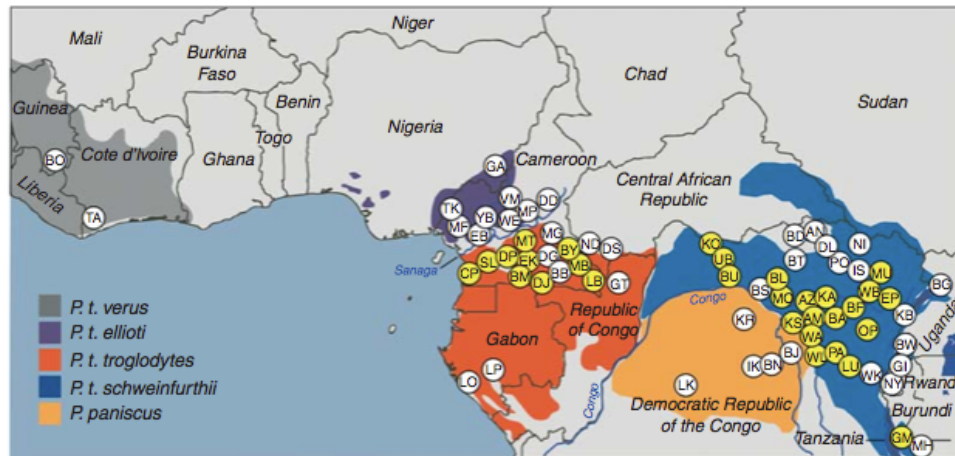 Niger
Mali
Burkina
Faso
Chad
Sudan
Benin
Guinea
Nigeria
Togo
Cote d'Ivoire
Ghana
Cameroon
BO
GA
Central African
Republic
Liberia
TA
TK
MF
YB
EB
VM
WE
MP
DD
MT
MG
SL
DP
EK
DG
BY
ND
DS
Sanaga
CP
BM
DJ
BB
MB
LB
GT
KO
UB
BU
BD
AN
DL
BT
PO
NI
IS
MU
BG
BL
BS
MO
AZ
KA
WB
EP
BF
KB
Congo
KR
KS
AM
BA
OP
WA
Uganda
Republic
of Congo
Gabon
BW
LO
LP
IK
BN
BJ
WL
PA
LU
WK
GI
NY
Rwanda
LK
Congo
Democratic Republic
of the Congo
Burundi
Tanzania
GM
MH
P. t. verus
P. t. ellioti
P. t. troglodytes
P. t. schweinfurthii
P. paniscus